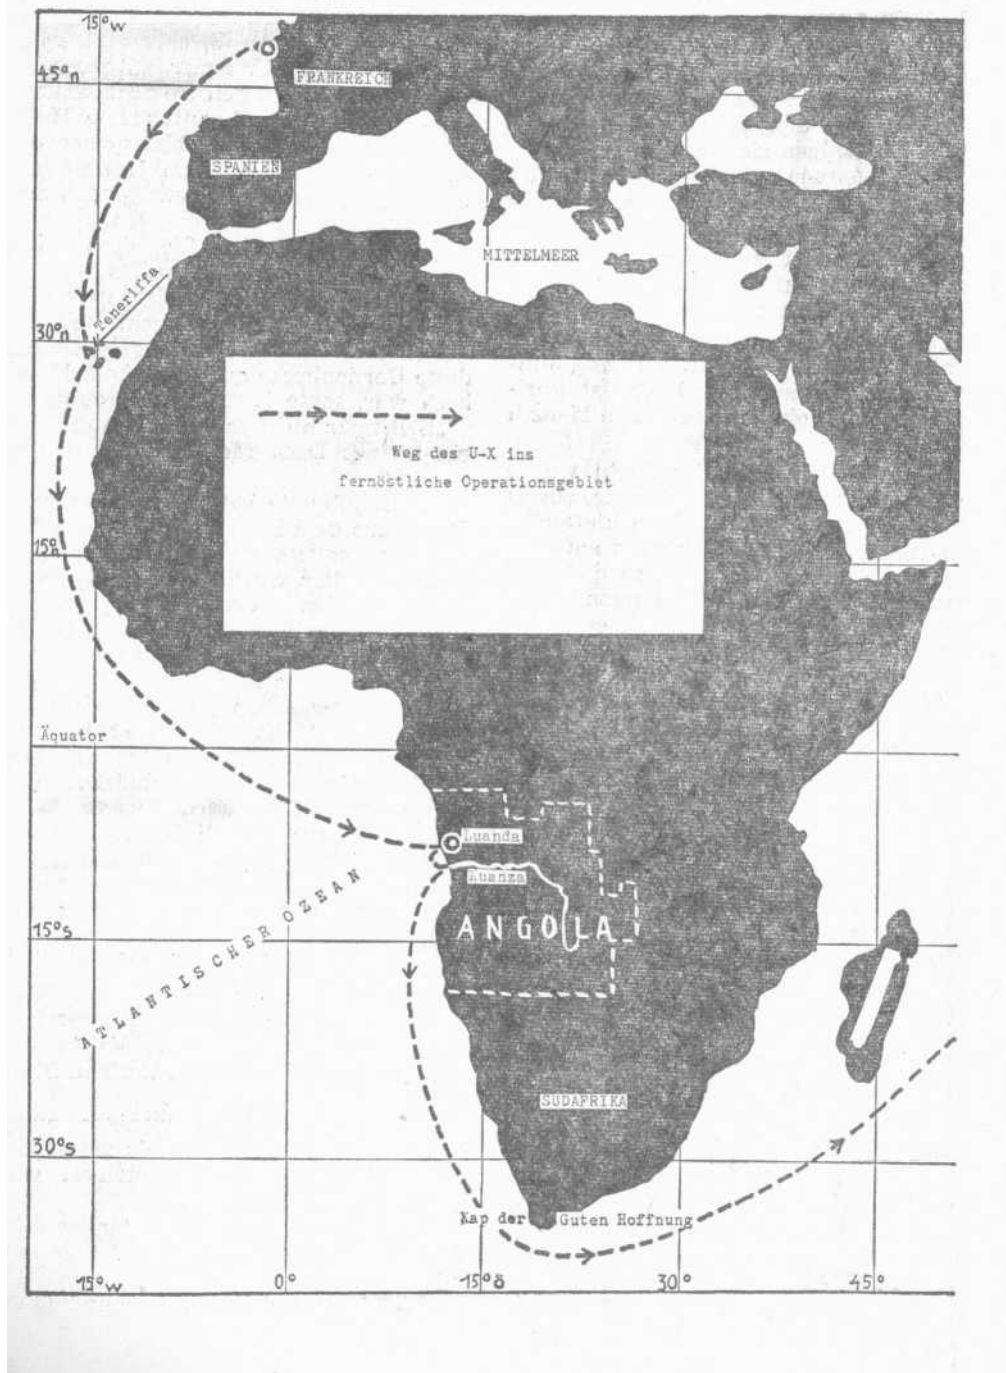 15°W
45°n
FRANKREICH
SPANIEN
MITTELMEER
Teneriffa
30°n
Weg des U-X ins
fernöstliche Operationsgebiet
15°n
Äquator
Luanda
Kuanza
ANGOLA
ATLANTISCHER OZEAN
15°S
SÜDAFRIKA
30°S
Kap der Guten Hoffnung
15°W 0° 15°ö 30° 45°